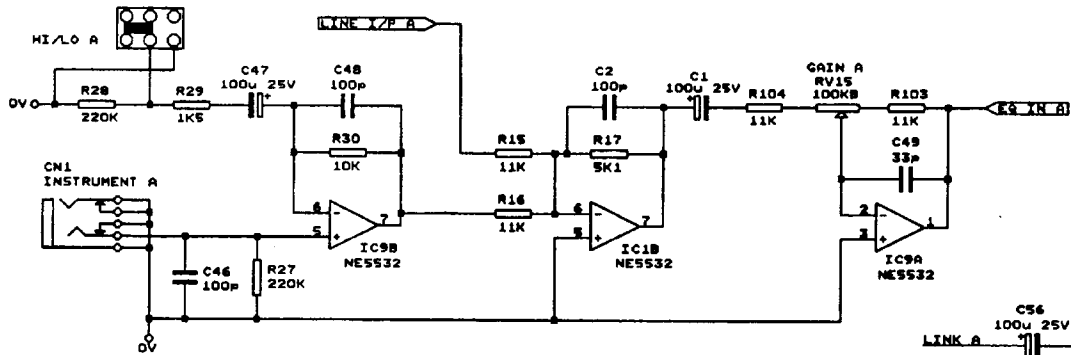 HI/LO A
0V
R28
220K
R29
1K5
C47
100u 25V
+
C48
100p
R30
10K
LINE I/P A
R15
11K
R16
11K
C2
100p
R17
5K1
C1
100u 25V
+
R104
11K
GAIN A
RV15
100KB
R103
11K
EQ IN A
C49
33p
CN1
INSTRUMENT A
C46
100p
R27
220K
6
-
5
+
7
IC9B
NE5532
6
-
5
+
7
IC1B
NE5532
2
-
3
+
1
IC9A
NE5532
0V
C56
100u 25V
LINK A
+